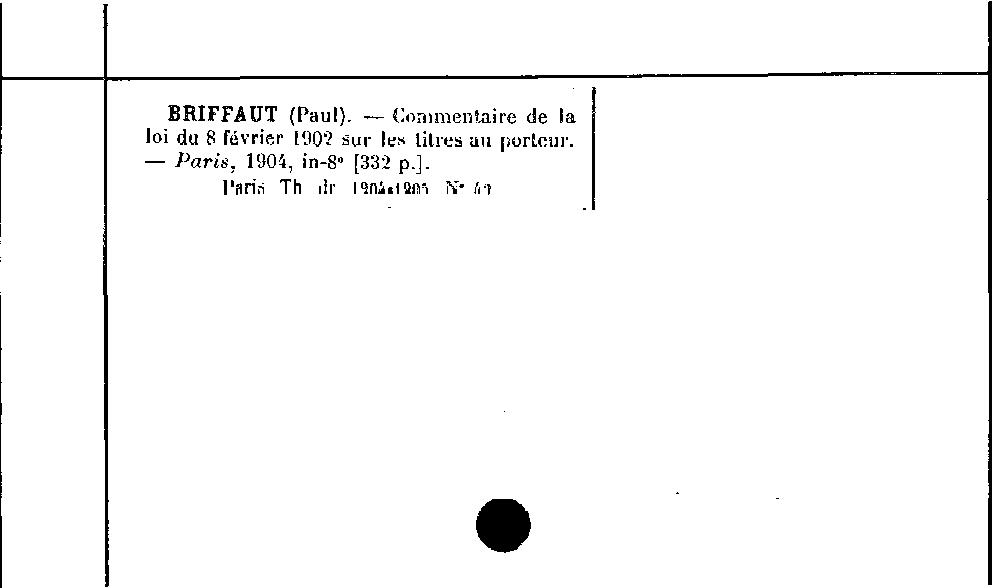 BRIFFAUT (Paul). — Commentaire de la
loi du 8 février 1902 sur les titres au porteur.
— Paris, 1904, in-8° [332 p.].
Paris Th dr 1904-1905 N°